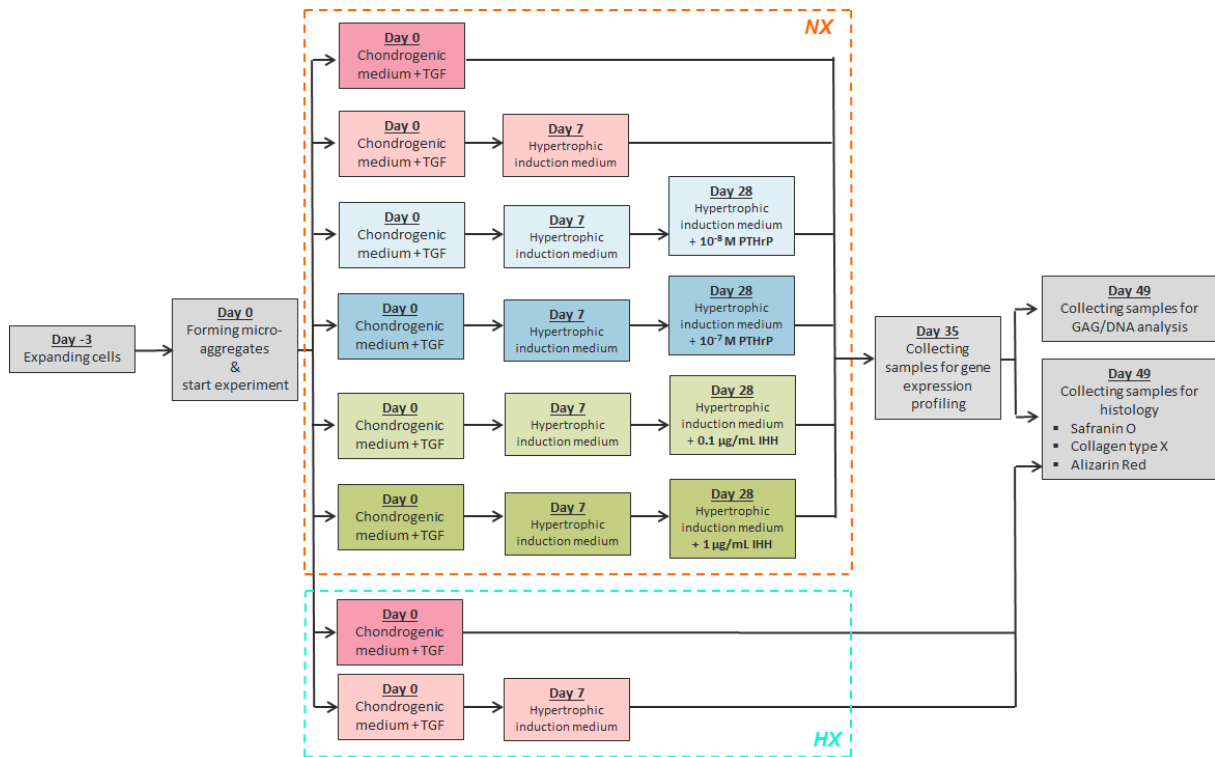 NX
Day -3
Expanding cells
Day 0
Forming micro-
aggregates
&
start experiment
Day 0
Chondrogenic
medium + TGF
Day 0
Chondrogenic
medium + TGF
Day 7
Hypertrophic
induction medium
Day 0
Chondrogenic
medium + TGF
Day 7
Hypertrophic
induction medium
Day 28
Hypertrophic
induction medium
+ 10⁻⁸ M PTHrP
Day 0
Chondrogenic
medium + TGF
Day 7
Hypertrophic
induction medium
Day 28
Hypertrophic
induction medium
+ 10⁻⁷ M PTHrP
Day 0
Chondrogenic
medium + TGF
Day 7
Hypertrophic
induction medium
Day 28
Hypertrophic
induction medium
+ 0.1 µg/mL IHH
Day 0
Chondrogenic
medium + TGF
Day 7
Hypertrophic
induction medium
Day 28
Hypertrophic
induction medium
+ 1 µg/mL IHH
Day 0
Chondrogenic
medium + TGF
Day 0
Chondrogenic
medium + TGF
Day 7
Hypertrophic
induction medium
HX
Day 35
Collecting
samples for gene
expression
profiling
Day 49
Collecting samples for
GAG/DNA analysis
Day 49
Collecting samples for
histology
▪ Safranin O
▪ Collagen type X
▪ Alizarin Red